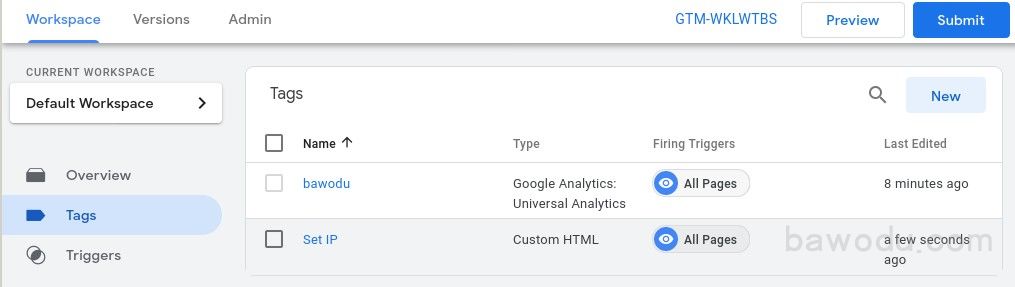 Workspace Versions Admin GTM-WKLWTBS Preview Submit
CURRENT WORKSPACE
Default Workspace
Overview
Tags
Triggers
Tags New
Name Type Firing Triggers Last Edited
bawodu Google Analytics: All Pages 8 minutes ago
Universal Analytics
Set IP Custom HTML All Pages a few seconds
ago
bawodu.com